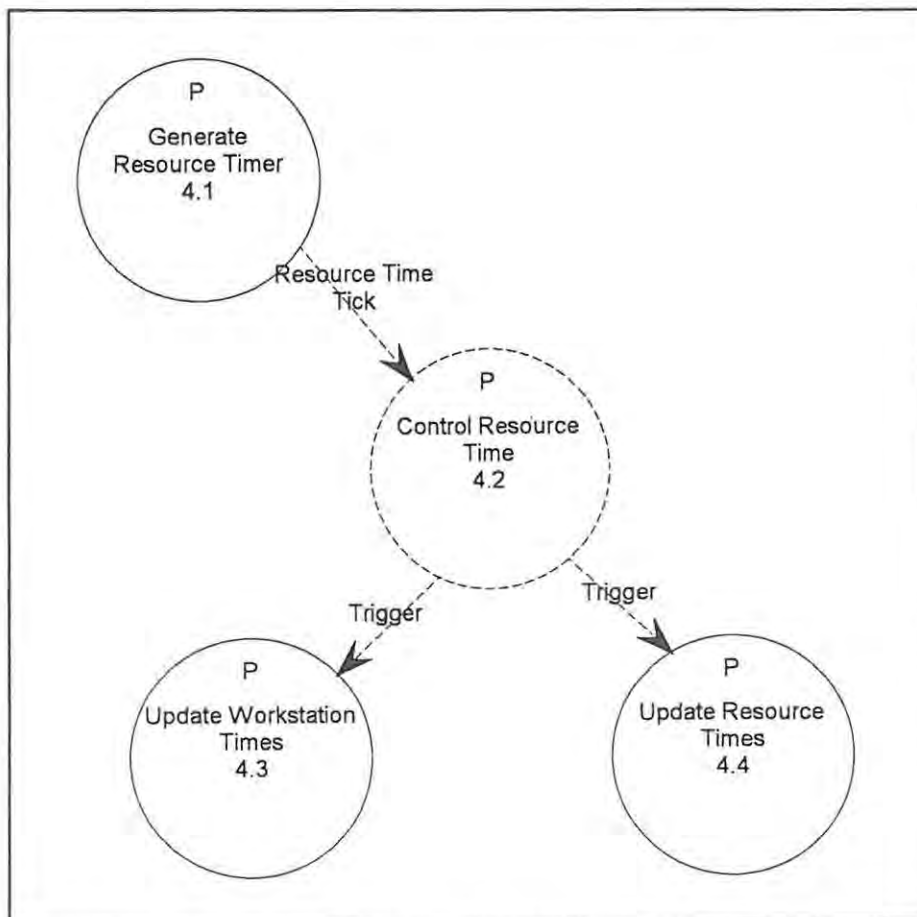 P
Generate
Resource Timer
4.1
Resource Time
Tick
P
Control Resource
Time
4.2
Trigger
Trigger
P
Update Workstation
Times
4.3
P
Update Resource
Times
4.4